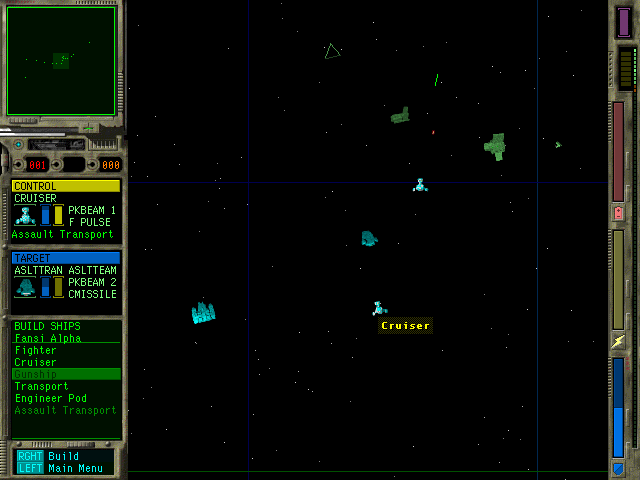 001 000
CONTROL
CRUISER
PKBEAM 1
F PULSE
Assault Transport
TARGET
ASLTTRAN ASLTTEAM
PKBEAM 2
CMISSILE
Cruiser
BUILD SHIPS
Fansi Alpha
Fighter
Cruiser
Gunship
Transport
Engineer Pod
Assault Transport
RGHT Build
LEFT Main Menu